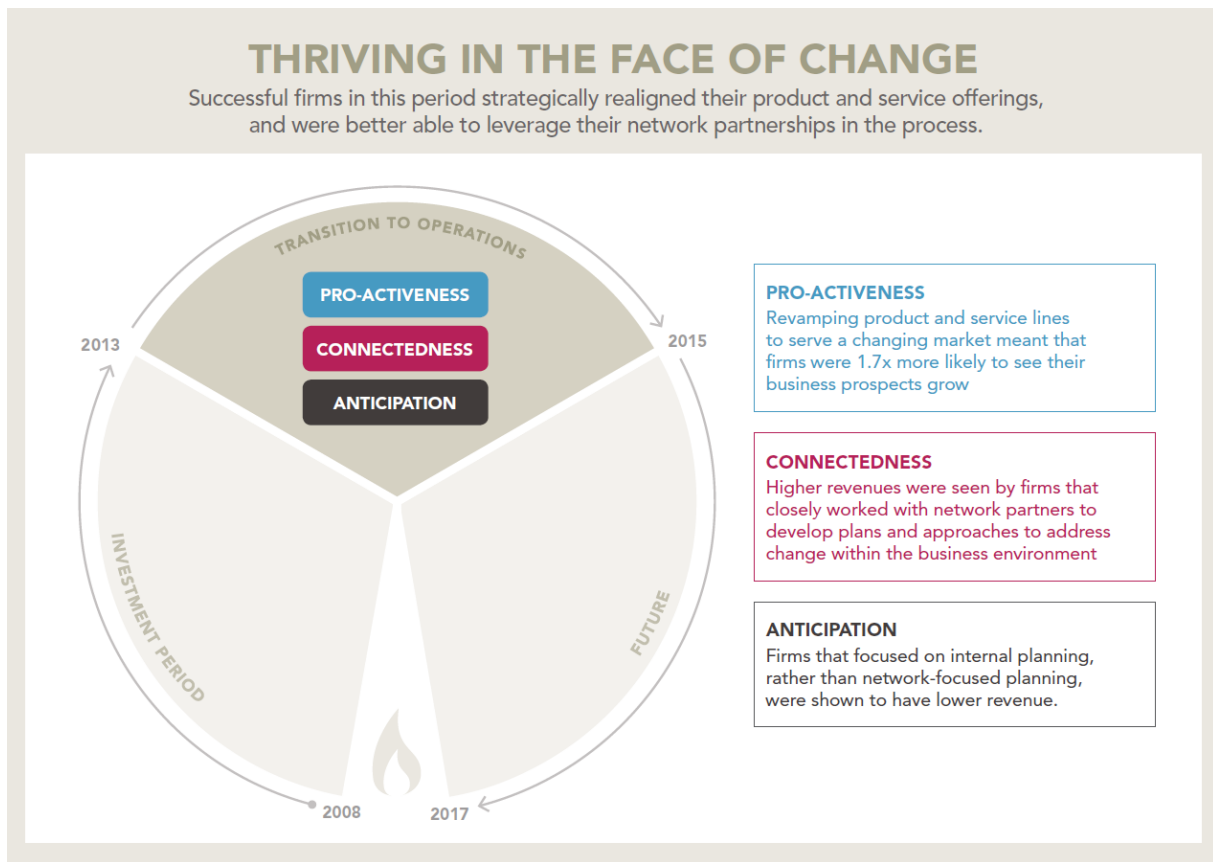 THRIVING IN THE FACE OF CHANGE
Successful firms in this period strategically realigned their product and service offerings,
and were better able to leverage their network partnerships in the process.
TRANSITION TO OPERATIONS
PRO-ACTIVENESS
CONNECTEDNESS
ANTICIPATION
2013
2015
INVESTMENT PERIOD
FUTURE
2008
2017
PRO-ACTIVENESS
Revamping product and service lines
to serve a changing market meant that
firms were 1.7x more likely to see their
business prospects grow
CONNECTEDNESS
Higher revenues were seen by firms that
closely worked with network partners to
develop plans and approaches to address
change within the business environment
ANTICIPATION
Firms that focused on internal planning,
rather than network-focused planning,
were shown to have lower revenue.